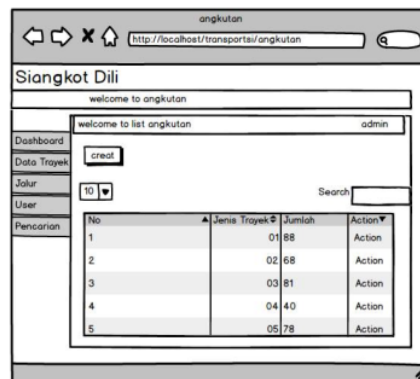 angkutan
http://localhost/transportsi/angkutan
Siangkot Dili
welcome to angkutan
welcome to list angkutan admin
Dashboard
Data Trayek
Jalur
User
Pencarian
creat
10 Search
No Jenis Trayek Jumlah Action
1 01 88 Action
2 02 68 Action
3 03 81 Action
4 04 40 Action
5 05 78 Action